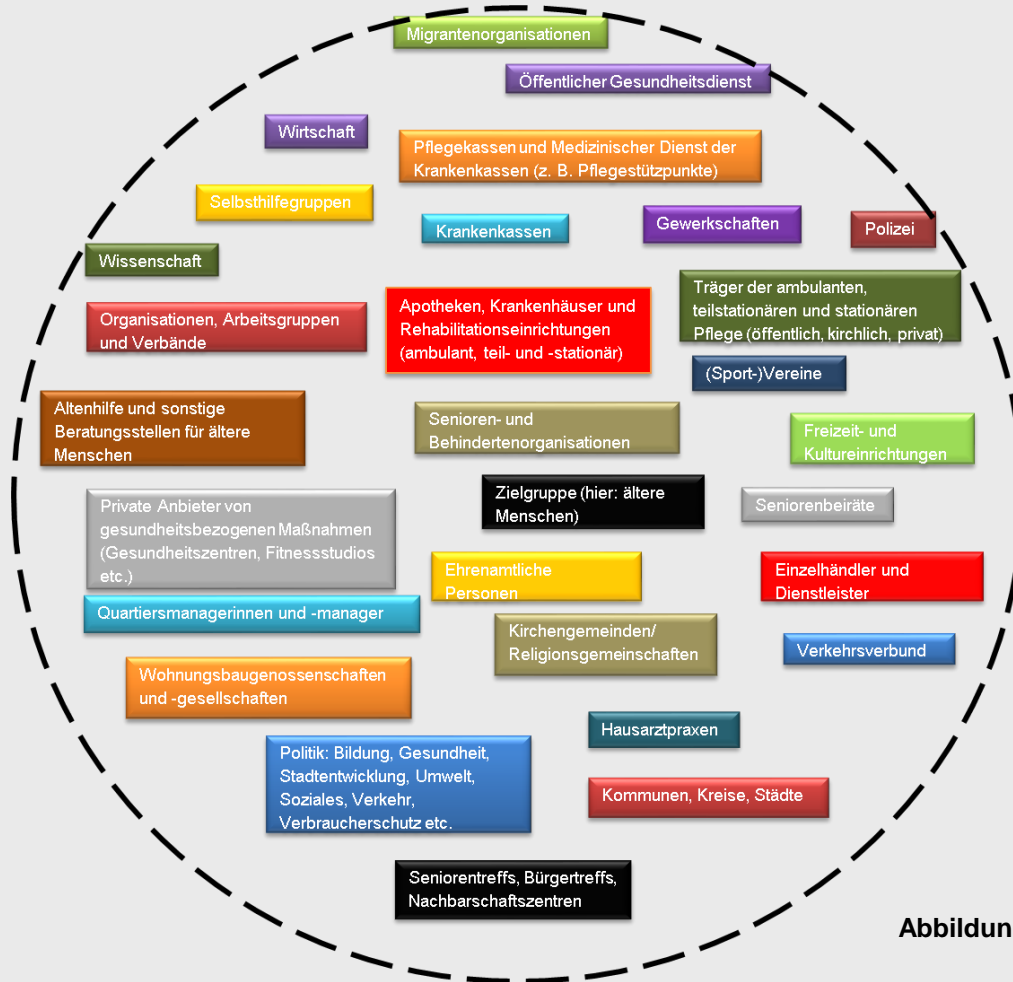 Migrantenorganisationen
Öffentlicher Gesundheitsdienst
Wirtschaft
Pflegekassen und Medizinischer Dienst der
Krankenkassen (z. B. Pflegestützpunkte)
Selbsthilfegruppen
Krankenkassen
Gewerkschaften
Polizei
Wissenschaft
Organisationen, Arbeitsgruppen
und Verbände
Apotheken, Krankenhäuser und
Rehabilitationseinrichtungen
(ambulant, teil- und -stationär)
Träger der ambulanten,
teilstationären und stationären
Pflege (öffentlich, kirchlich, privat)
(Sport-)Vereine
Altenhilfe und sonstige
Beratungsstellen für ältere
Menschen
Senioren- und
Behindertenorganisationen
Freizeit- und
Kultureinrichtungen
Private Anbieter von
gesundheitsbezogenen Maßnahmen
(Gesundheitszentren, Fitnessstudios
etc.)
Zielgruppe (hier: ältere
Menschen)
Seniorenbeiräte
Ehrenamtliche
Personen
Einzelhändler und
Dienstleister
Quartiersmanagerinnen und -manager
Kirchengemeinden/
Religionsgemeinschaften
Verkehrsverbund
Wohnungsbaugenossenschaften
und -gesellschaften
Hausarztpraxen
Politik: Bildung, Gesundheit,
Stadtentwicklung, Umwelt,
Soziales, Verkehr,
Verbraucherschutz etc.
Kommunen, Kreise, Städte
Seniorentreffs, Bürgertreffs,
Nachbarschaftszentren
Abbildun